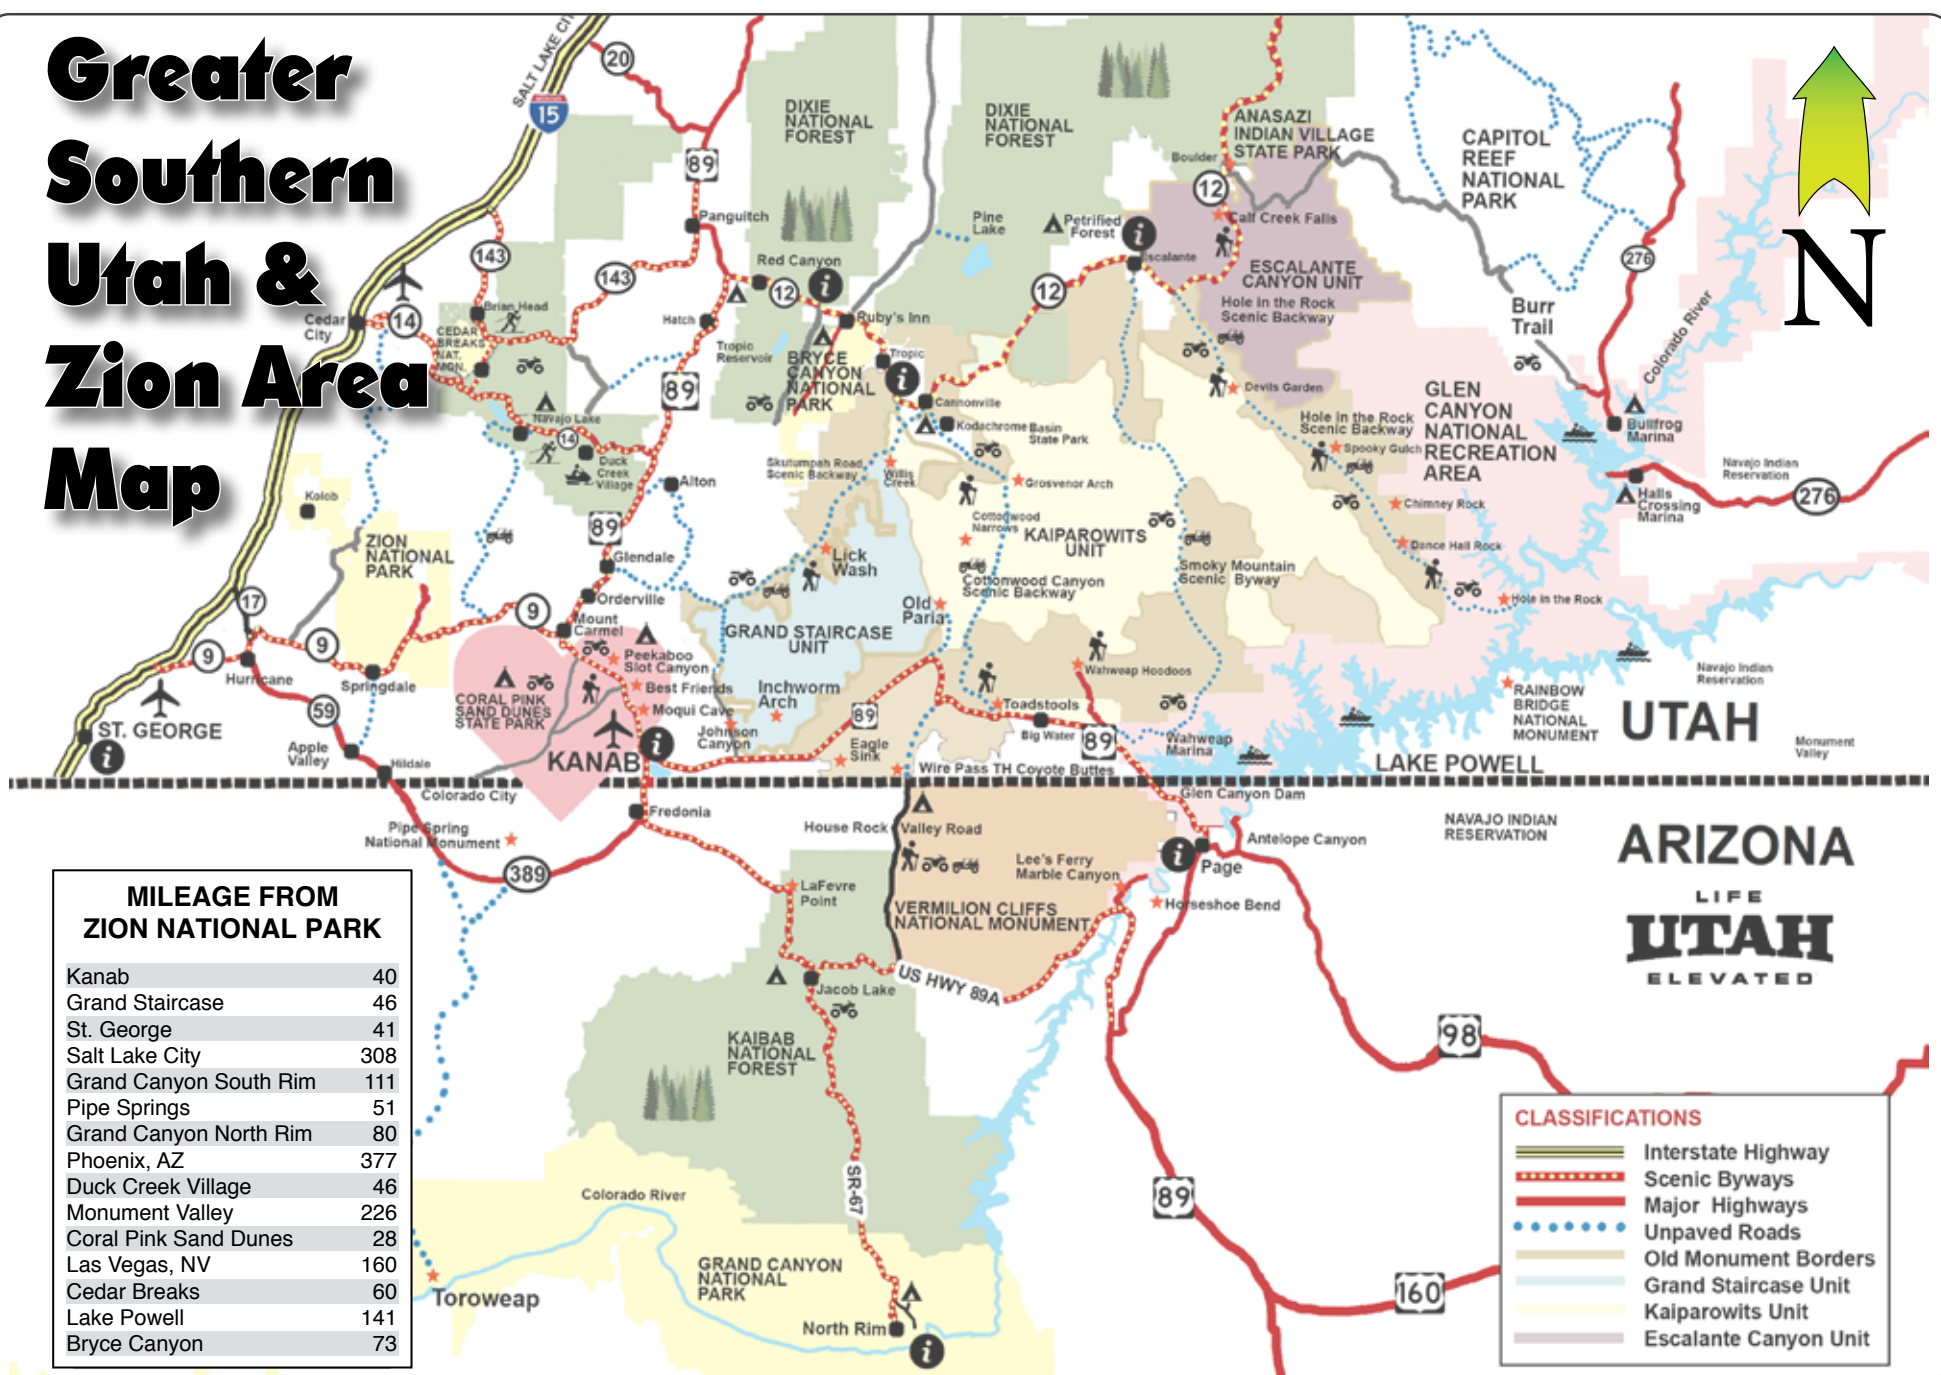 Greater
Southern
Utah &
Zion Area
Map
SALT LAKE CITY
20
15
89
DIXIE
NATIONAL
FOREST
DIXIE
NATIONAL
FOREST
ANASAZI
INDIAN VILLAGE
STATE PARK
Boulder
12
CAPITOL
REEF
NATIONAL
PARK
N
Panguitch
Pine
Lake
Petrified
Forest
Calf Creek Falls
Escalante
ESCALANTE
CANYON UNIT
143
143
Red Canyon
12
12
276
Hole in the Rock
Scenic Backway
Burr
Trail
Colorado River
Cedar
City
14
Brian Head
CEDAR
BREAKS
NAT.
MON.
Hatch
Ruby's Inn
Tropic
Reservoir
BRYCE
CANYON
NATIONAL
PARK
Tropic
89
Cannonville
Kodachrome Basin
State Park
Devils Garden
GLEN
CANYON
NATIONAL
RECREATION
AREA
Hole in the Rock
Scenic Backway
Spooky Gulch
Bullfrog
Marina
Navajo Lake
14
Duck
Creek
Village
Alton
Skutumpah Road
Scenic Backway
Willis
Creek
Grosvenor Arch
Chimney Rock
Halls
Crossing
Marina
Navajo Indian
Reservation
276
Kolob
89
Cottonwood
Narrows
KAIPAROWITS
UNIT
Dance Hall Rock
ZION
NATIONAL
PARK
Glendale
Lick
Wash
Cottonwood Canyon
Scenic Backway
Smoky Mountain
Scenic Byway
Hole in the Rock
17
9
Orderville
Mount
Carmel
Old
Paria
GRAND STAIRCASE
UNIT
9
9
Hurricane
Springdale
Peekaboo
Slot Canyon
Best Friends
Moqui Cave
Inchworm
Arch
Wahweap Hoodoos
Navajo Indian
Reservation
CORAL PINK
SAND DUNES
STATE PARK
59
ST. GEORGE
Apple
Valley
Hildale
KANAB
Johnson
Canyon
89
Eagle
Sink
Toadstools
Big Water
89
Wahweap
Marina
RAINBOW
BRIDGE
NATIONAL
MONUMENT
UTAH
Monument
Valley
LAKE POWELL
Wire Pass TH Coyote Buttes
Colorado City
Glen Canyon Dam
Fredonia
House Rock
Valley Road
Pipe Spring
National Monument
NAVAJO INDIAN
RESERVATION
Antelope Canyon
Page
ARIZONA
389
Lee's Ferry
Marble Canyon
LaFevre
Point
VERMILION CLIFFS
NATIONAL MONUMENT
Horseshoe Bend
LIFE
UTAH
ELEVATED
US HWY 89A
Jacob Lake
KAIBAB
NATIONAL
FOREST
98
SR-67
89
160
Colorado River
GRAND CANYON
NATIONAL
PARK
North Rim
Toroweap
MILEAGE FROM
ZION NATIONAL PARK
Kanab 40
Grand Staircase 46
St. George 41
Salt Lake City 308
Grand Canyon South Rim 111
Pipe Springs 51
Grand Canyon North Rim 80
Phoenix, AZ 377
Duck Creek Village 46
Monument Valley 226
Coral Pink Sand Dunes 28
Las Vegas, NV 160
Cedar Breaks 60
Lake Powell 141
Bryce Canyon 73
CLASSIFICATIONS
Interstate Highway
Scenic Byways
Major Highways
Unpaved Roads
Old Monument Borders
Grand Staircase Unit
Kaiparowits Unit
Escalante Canyon Unit